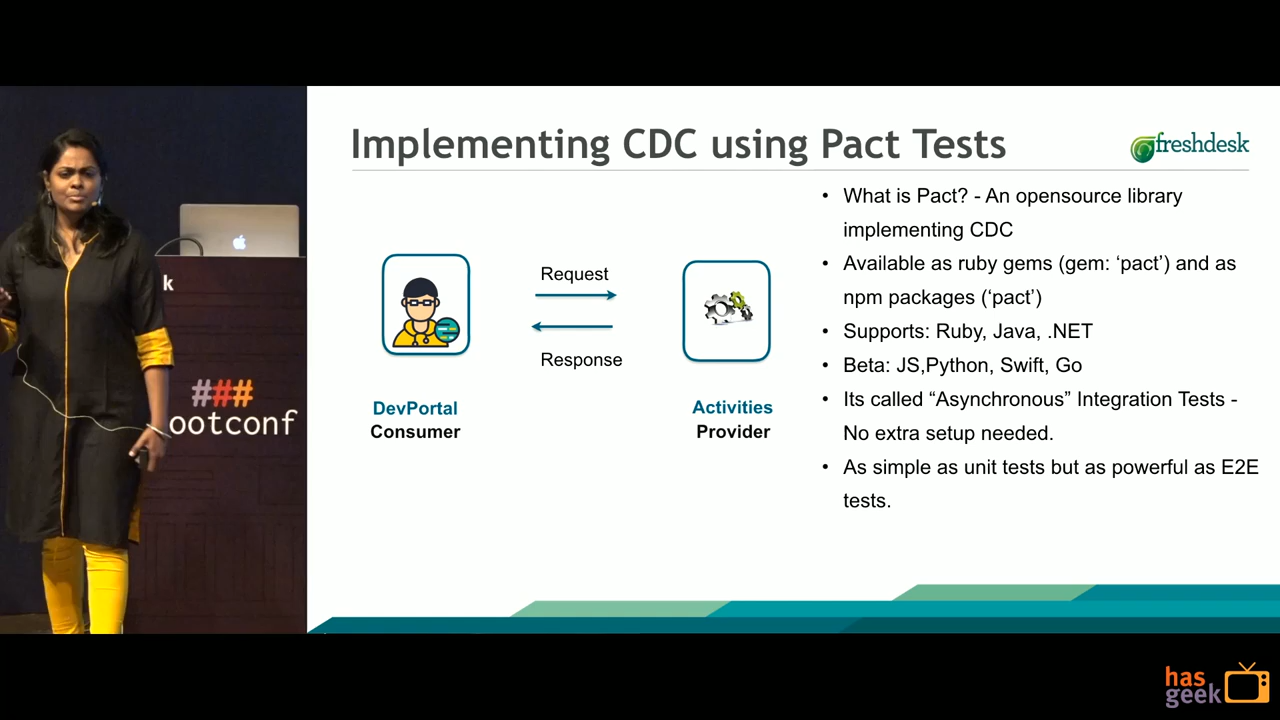 Implementing CDC using Pact Tests
freshdesk
Request
Response
DevPortal
Consumer
Activities
Provider
• What is Pact? - An opensource library
implementing CDC
• Available as ruby gems (gem: ‘pact’) and as
npm packages (‘pact’)
• Supports: Ruby, Java, .NET
• Beta: JS,Python, Swift, Go
• Its called “Asynchronous” Integration Tests -
No extra setup needed.
• As simple as unit tests but as powerful as E2E
tests.
k
###
ootconf
has
geek